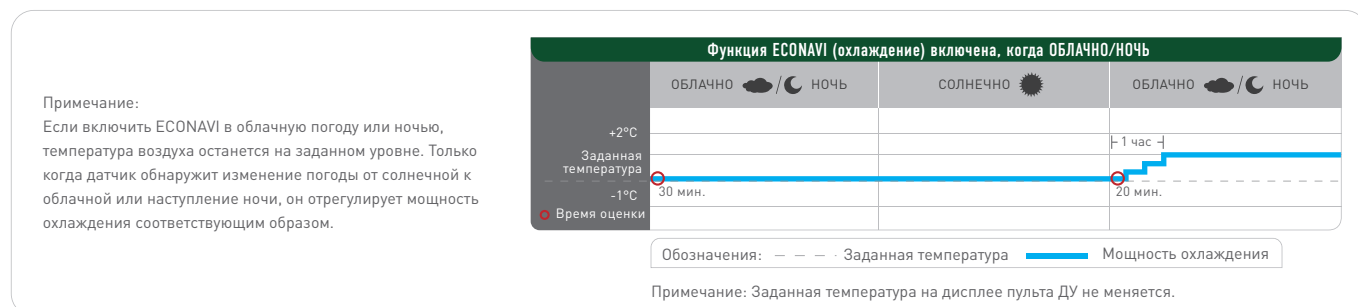 Примечание:
Если включить ECONAVI в облачную погоду или ночью,
температура воздуха останется на заданном уровне. Только
когда датчик обнаружит изменение погоды от солнечной к
облачной или наступление ночи, он отрегулирует мощность
охлаждения соответствующим образом.
Функция ECONAVI (охлаждение) включена, когда ОБЛАЧНО/НОЧЬ
ОБЛАЧНО / НОЧЬ
СОЛНЕЧНО
ОБЛАЧНО / НОЧЬ
+2°C
Заданная
температура
-1°C
Время оценки
30 мин.
1 час
20 мин.
Обозначения: Заданная температура Мощность охлаждения
Примечание: Заданная температура на дисплее пульта ДУ не меняется.